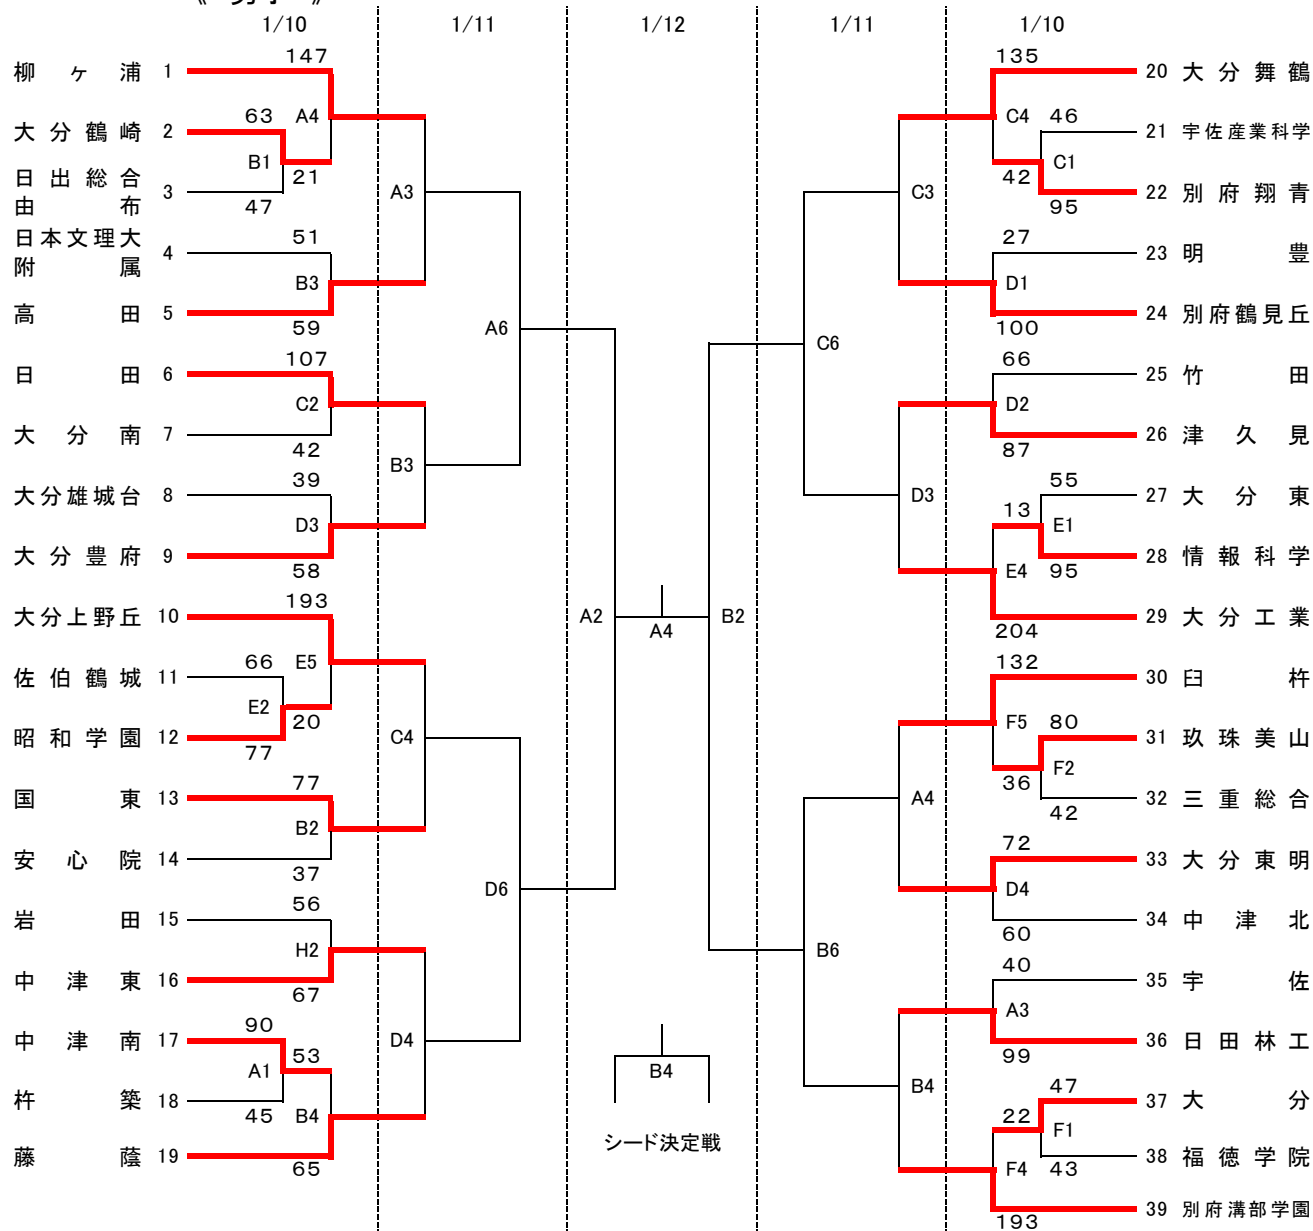 《 男子 》
1/10 1/11 1/12 1/11 1/10
柳ヶ浦 1 147
A4
大分鶴崎 2 63
B1 21
日出総合
由布 3 47
A3
日本文理大
附属 4 51
B3
高田 5 59
A6
日田 6 107
C2
大分南 7 42
B3
大分雄城台 8 39
D3
大分豊府 9 58
A2
大分上野丘 10 193
E5
佐伯鶴城 11 66
E2 20
昭和学園 12 77
C4
国東 13 77
B2
安心院 14 37
D6
岩田 15 56
H2
中津東 16 67
D4
中津南 17 90
A1 53
杵築 18 45
B4
藤蔭 19 65
A4
B4
シード決定戦
135 20 大分舞鶴
C4
46 21 宇佐産業科学
42 C1
95 22 別府翔青
C3
27 23 明豊
D1
100 24 別府鶴見丘
C6
66 25 竹田
D2
87 26 津久見
D3
55 27 大分東
13 E1
95 28 情報科学
E4
204 29 大分工業
B2
132 30 臼杵
F5
80 31 玖珠美山
36 F2
42 32 三重総合
A4
72 33 大分東明
D4
60 34 中津北
B6
40 35 宇佐
A3
99 36 日田林工
B4
47 37 大分
22 F1
43 38 福徳学院
F4
193 39 別府溝部学園